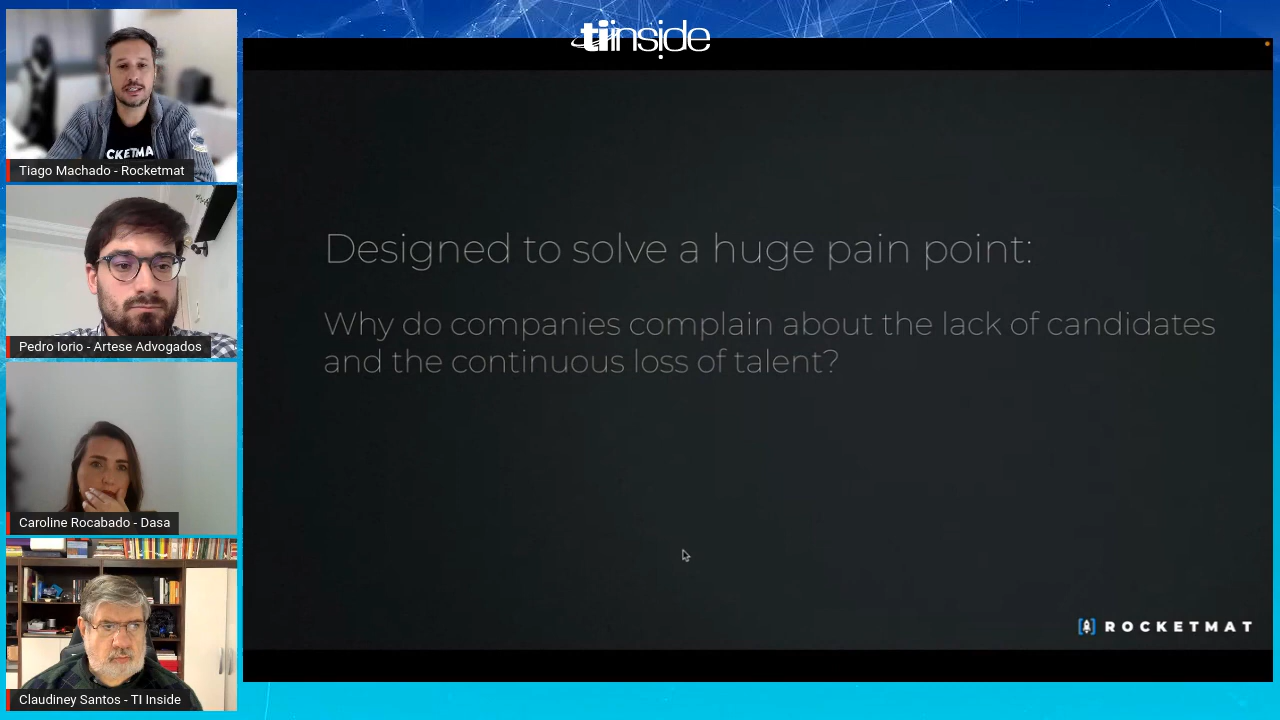 tiinside
CKETMA
Tiago Machado - Rocketmat
Pedro Iorio - Artese Advogados
Caroline Rocabado - Dasa
Claudiney Santos - TI Inside
Designed to solve a huge pain point:
Why do companies complain about the lack of candidates
and the continuous loss of talent?
ROCKETMAT